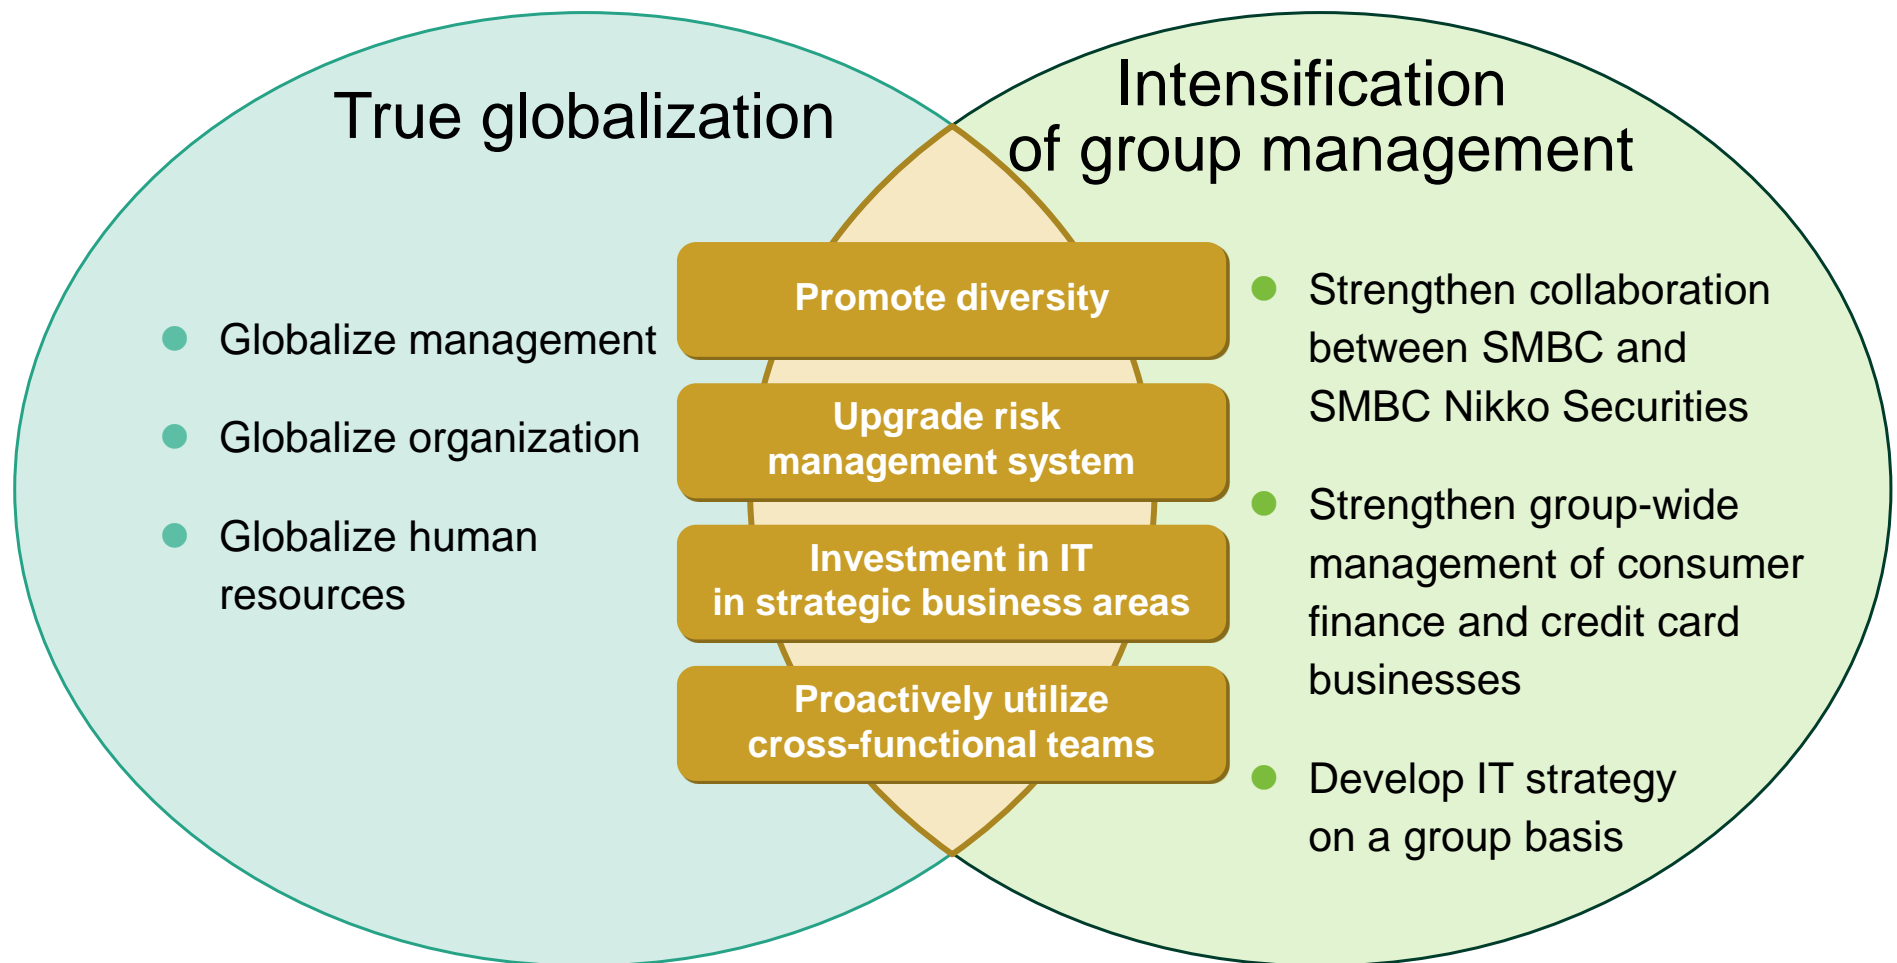 True globalization
Globalize management
Globalize organization
Globalize human
resources
Promote diversity
Upgrade risk
management system
Investment in IT
in strategic business areas
Proactively utilize
cross-functional teams
Intensification
of group management
Strengthen collaboration
between SMBC and
SMBC Nikko Securities
Strengthen group-wide
management of consumer
finance and credit card
businesses
Develop IT strategy
on a group basis